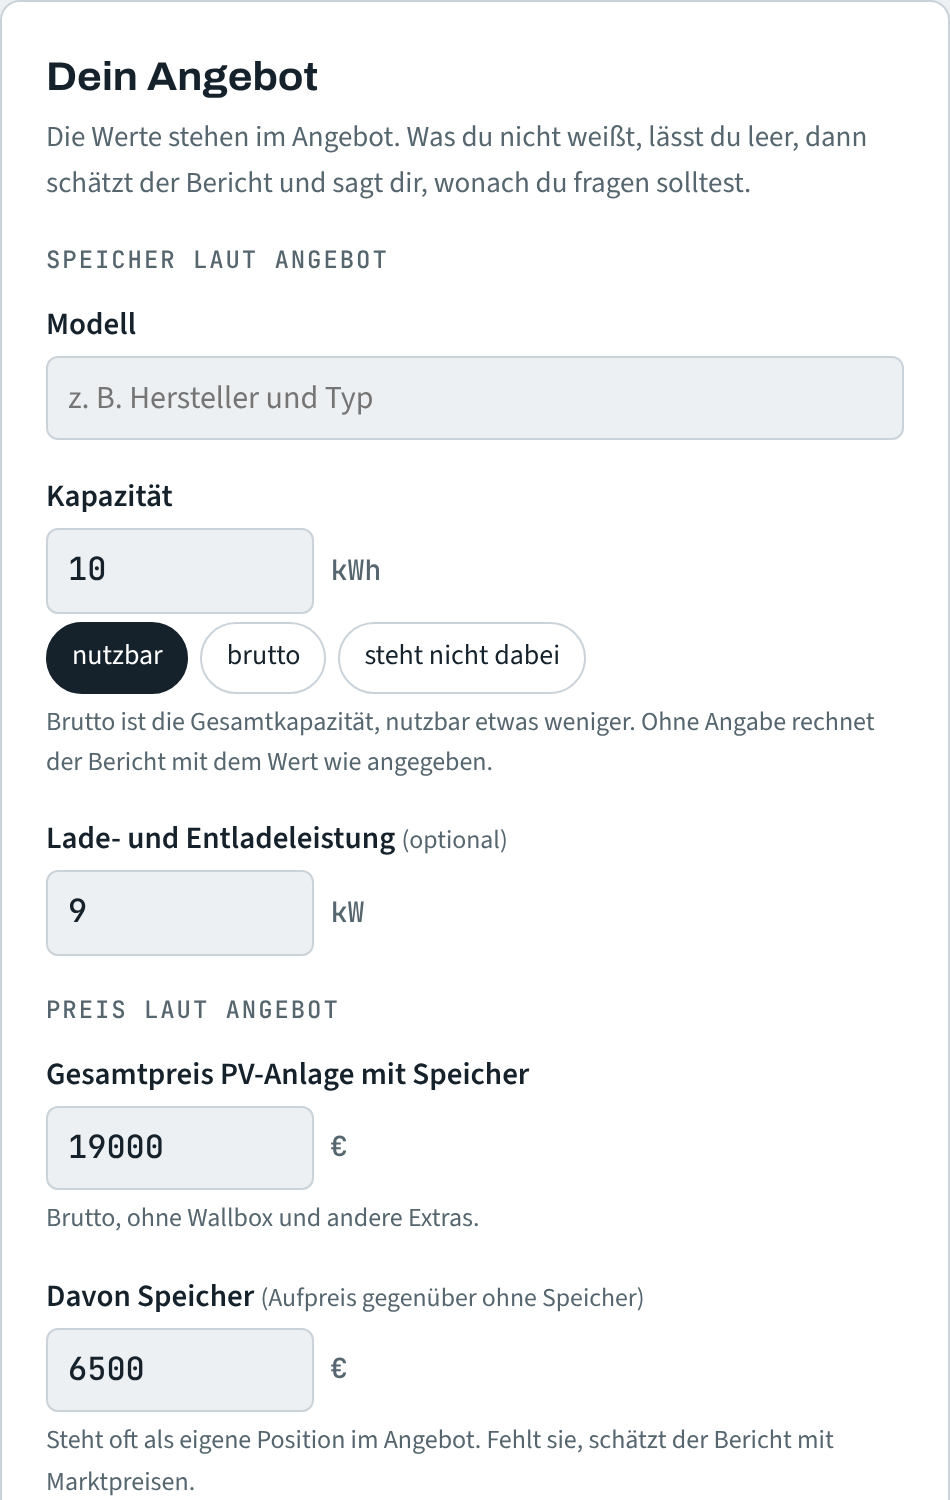 Dein Angebot
Die Werte stehen im Angebot. Was du nicht weißt, lässt du leer, dann
schätzt der Bericht und sagt dir, wonach du fragen solltest.
SPEICHER LAUT ANGEBOT
Modell
z. B. Hersteller und Typ
Kapazität
10 kWh
nutzbar brutto steht nicht dabei
Brutto ist die Gesamtkapazität, nutzbar etwas weniger. Ohne Angabe rechnet
der Bericht mit dem Wert wie angegeben.
Lade- und Entladeleistung (optional)
9 kW
PREIS LAUT ANGEBOT
Gesamtpreis PV-Anlage mit Speicher
19000 €
Brutto, ohne Wallbox und andere Extras.
Davon Speicher (Aufpreis gegenüber ohne Speicher)
6500 €
Steht oft als eigene Position im Angebot. Fehlt sie, schätzt der Bericht mit
Marktpreisen.